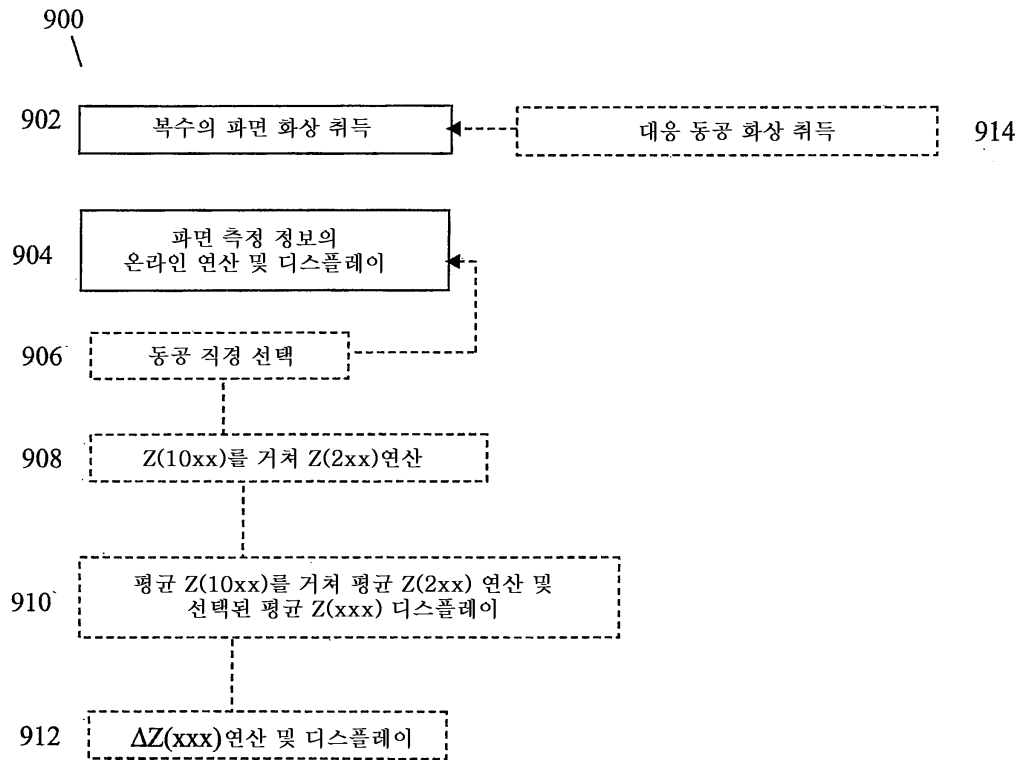 900
902
복수의 파면 화상 취득
대응 동공 화상 취득
914
904
파면 측정 정보의
온라인 연산 및 디스플레이
906
동공 직경 선택
908
Z(10xx)를 거쳐 Z(2xx)연산
910
평균 Z(10xx)를 거쳐 평균 Z(2xx) 연산 및
선택된 평균 Z(xxx) 디스플레이
912
ΔZ(xxx)연산 및 디스플레이